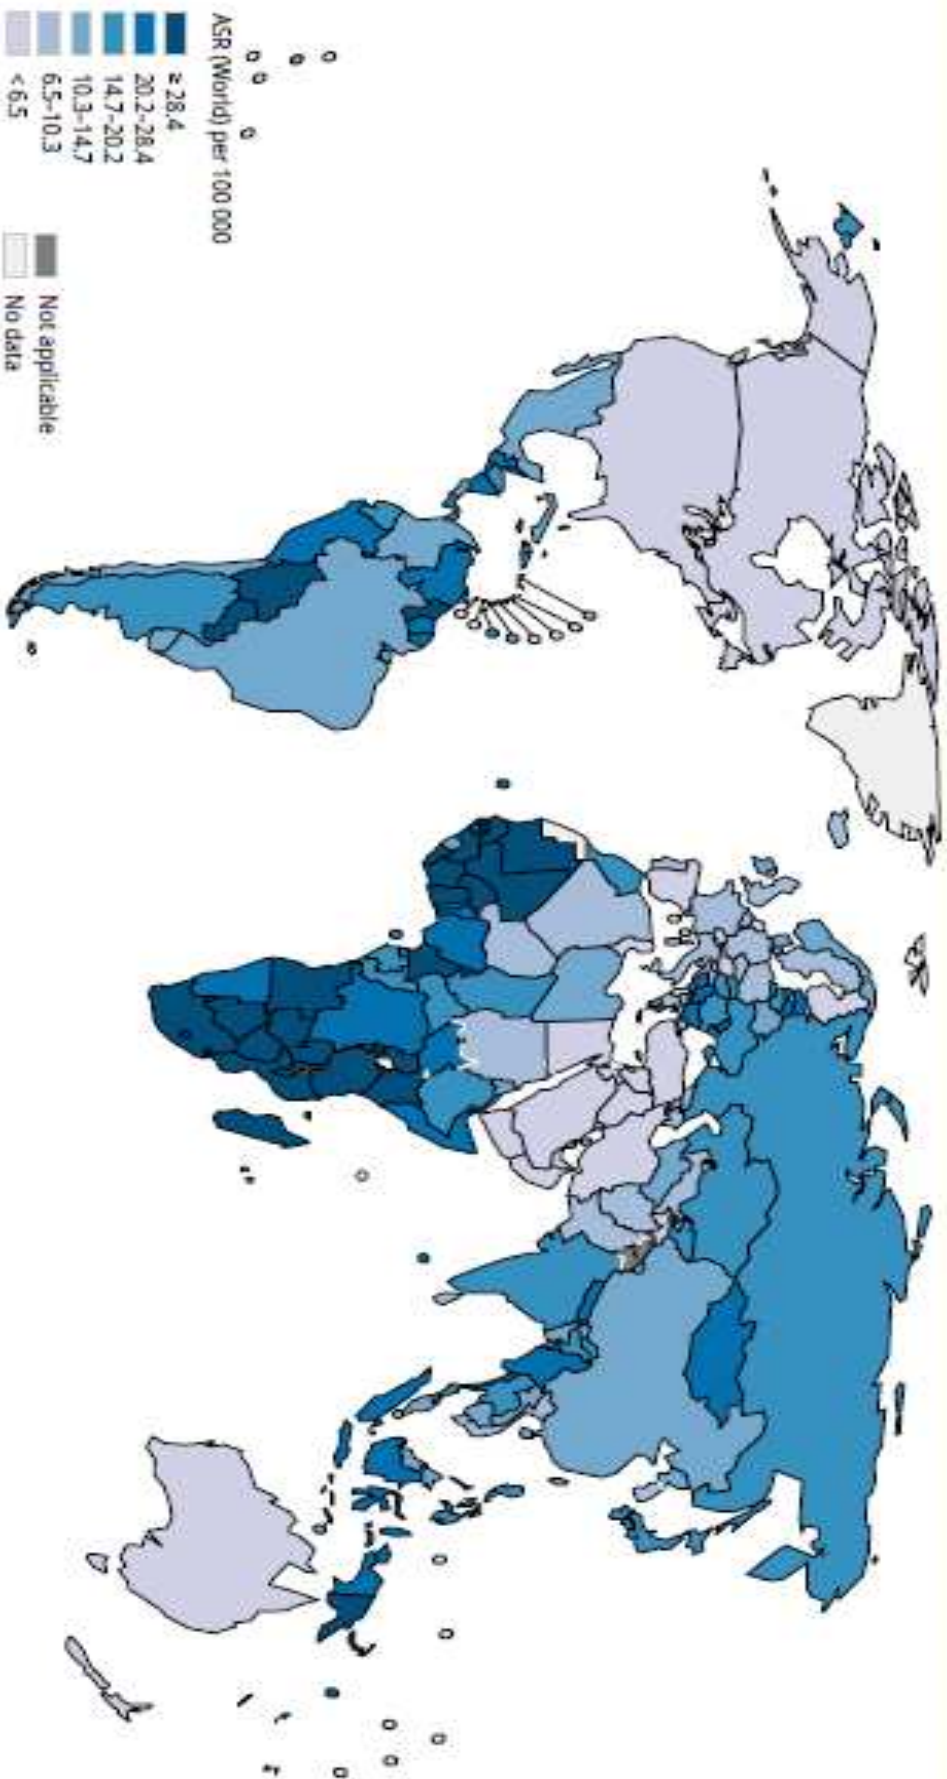 ASR (World) per 100 000
≥ 28.4
20.2–28.4
14.7–20.2
10.3–14.7
6.5–10.3
< 6.5
Not applicable
No data